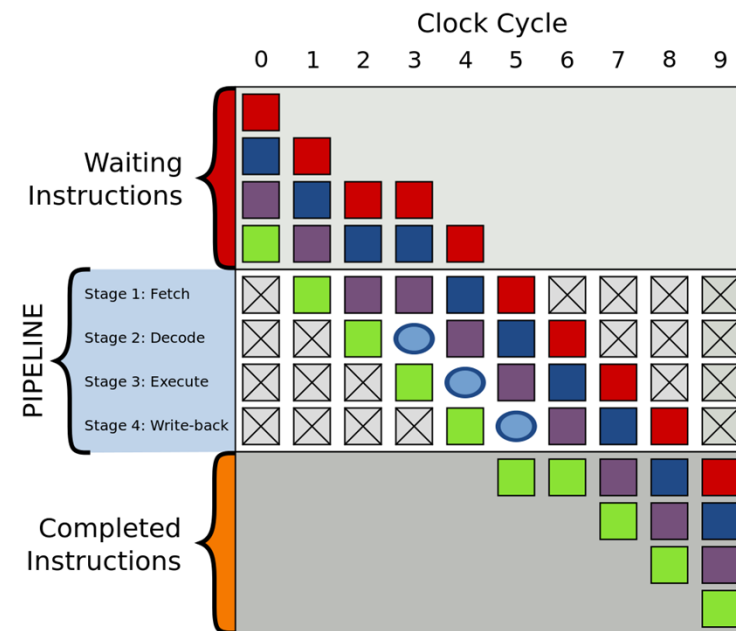 Clock Cycle
0 1 2 3 4 5 6 7 8 9
Waiting
Instructions
PIPELINE
Stage 1: Fetch
Stage 2: Decode
Stage 3: Execute
Stage 4: Write-back
Completed
Instructions